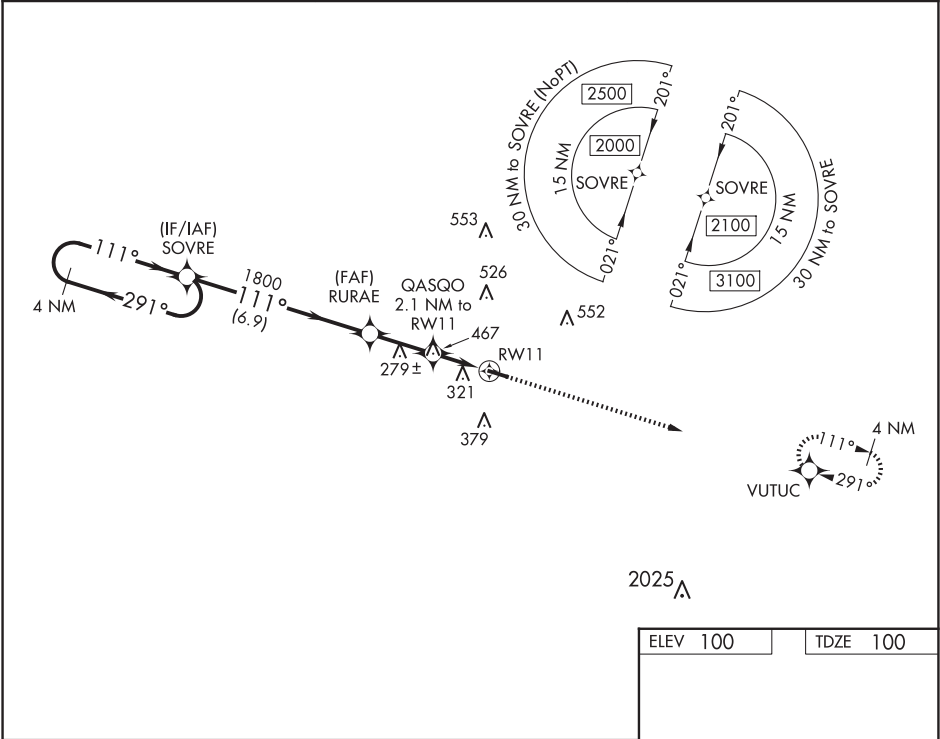 30 NM to SOVRE (NoPT)
2500
201°
15 NM
2000
SOVRE
021°
201°
SOVRE
2100
15 NM
021°
3100
30 NM to SOVRE
553
(IF/IAF)
SOVRE
111°
4 NM
291°
1800
111°
(6.9)
(FAF)
RURAE
QASQO
2.1 NM to
RW11
526
552
467
RW11
279 ±
321
379
111°
4 NM
291°
VUTUC
2025
ELEV 100
TDZE 100